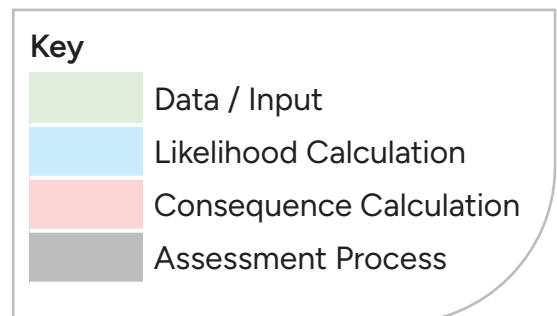 Key
Data / Input
Likelihood Calculation
Consequence Calculation
Assessment Process